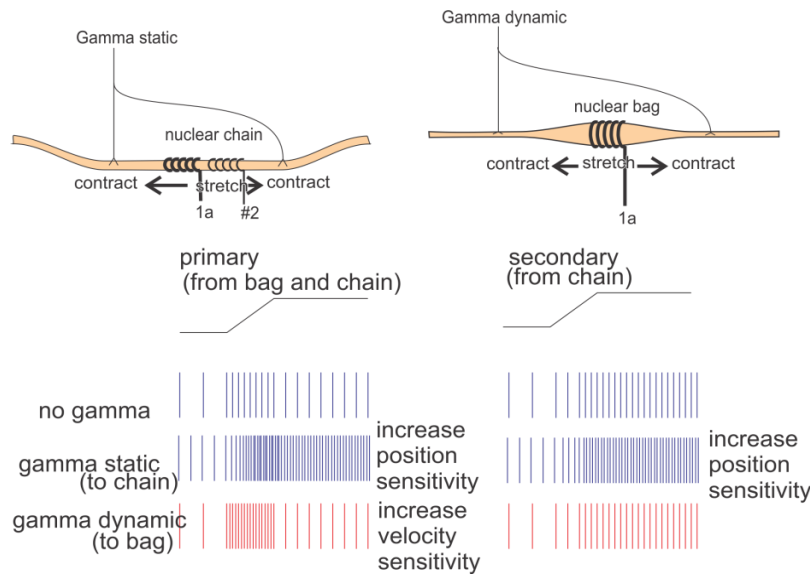 Gamma static
nuclear chain
contract
stretch
contract
1a
#2
Gamma dynamic
nuclear bag
contract
stretch
contract
1a
primary
(from bag and chain)
secondary
(from chain)
no gamma
gamma static
(to chain)
increase
position
sensitivity
increase
position
sensitivity
gamma dynamic
(to bag)
increase
velocity
sensitivity